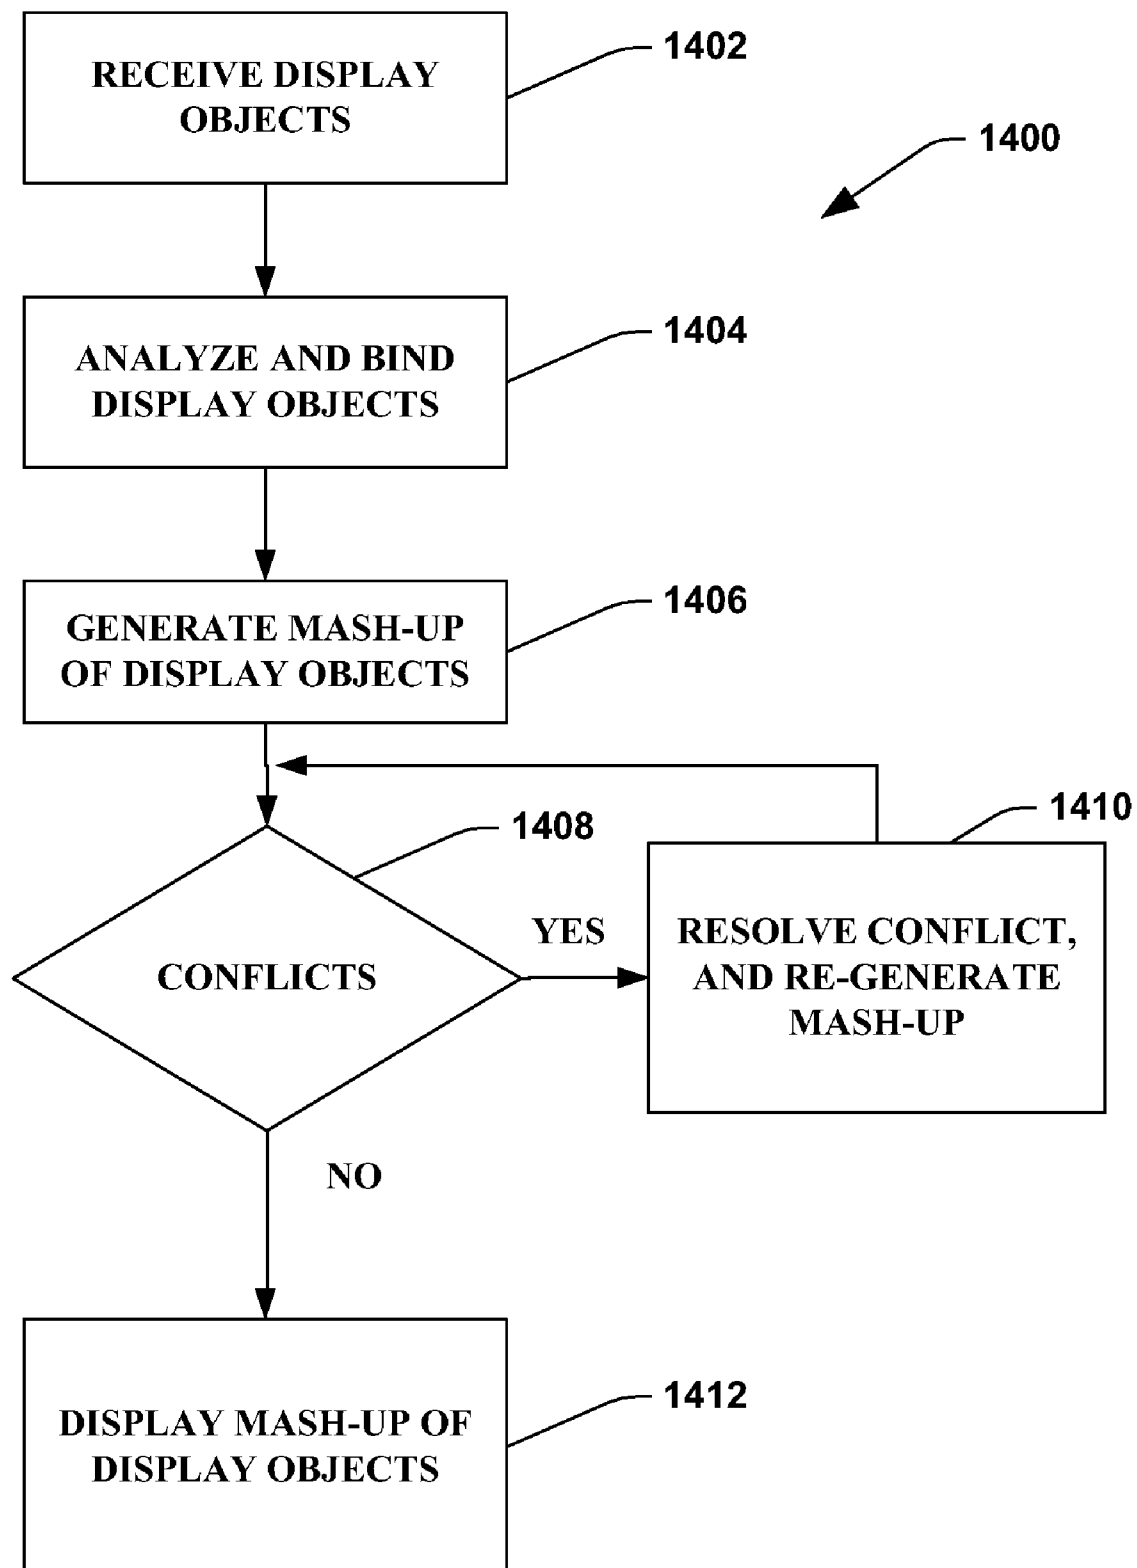 RECEIVE DISPLAY
OBJECTS
1402
1400
ANALYZE AND BIND
DISPLAY OBJECTS
1404
GENERATE MASH-UP
OF DISPLAY OBJECTS
1406
CONFLICTS
1408
YES
RESOLVE CONFLICT,
AND RE-GENERATE
MASH-UP
1410
NO
DISPLAY MASH-UP OF
DISPLAY OBJECTS
1412